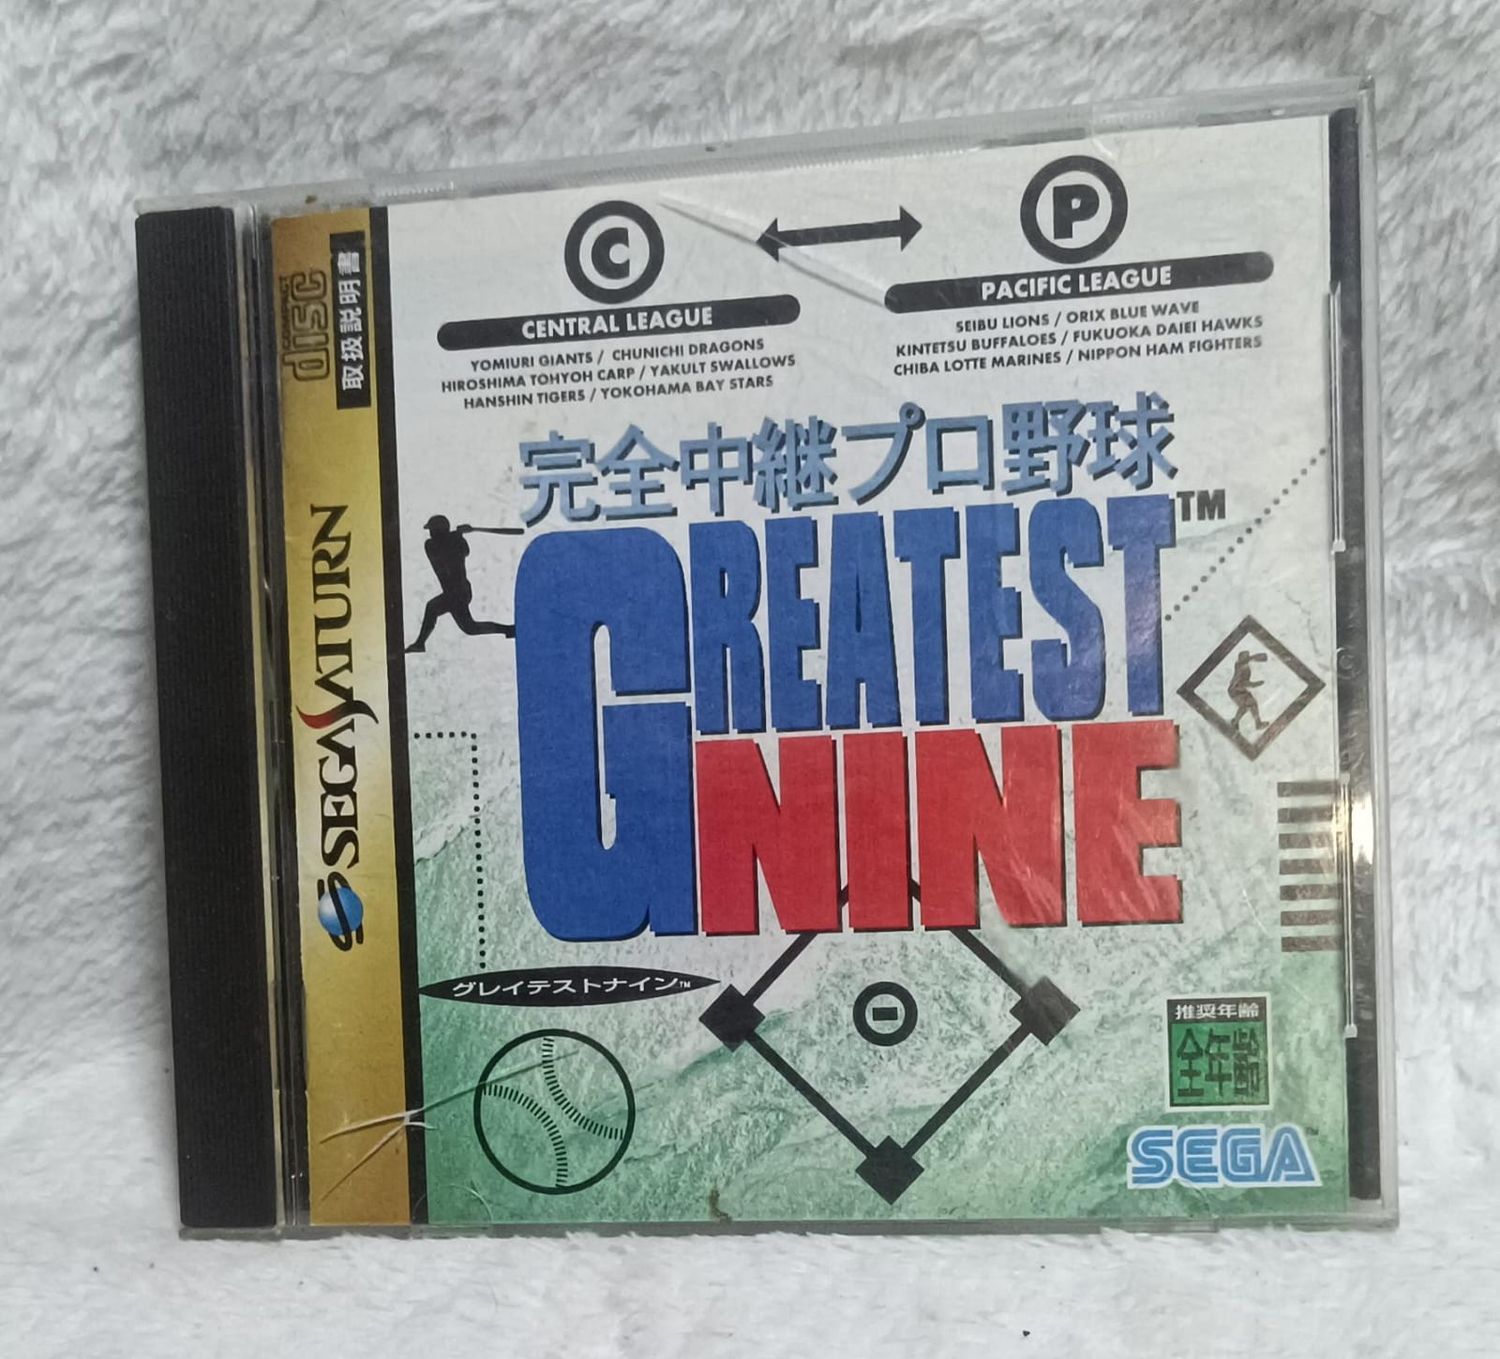 C
P
CENTRAL LEAGUE
YOMIURI GIANTS / CHUNICHI DRAGONS
HIROSHIMA TOHYOH CARP / YAKULT SWALLOWS
HANSHIN TIGERS / YOKOHAMA BAY STARS
PACIFIC LEAGUE
SEIBU LIONS / ORIX BLUE WAVE
KINTETSU BUFFALOES / FUKUOKA DAIEI HAWKS
CHIBA LOTTE MARINES / NIPPON HAM FIGHTERS
COMPACT
disc
取扱説明書
SEGA SATURN
完全中継プロ野球
GREATEST™
NINE
グレイテストナイン™
推奨年齢
全年齢
SEGA™